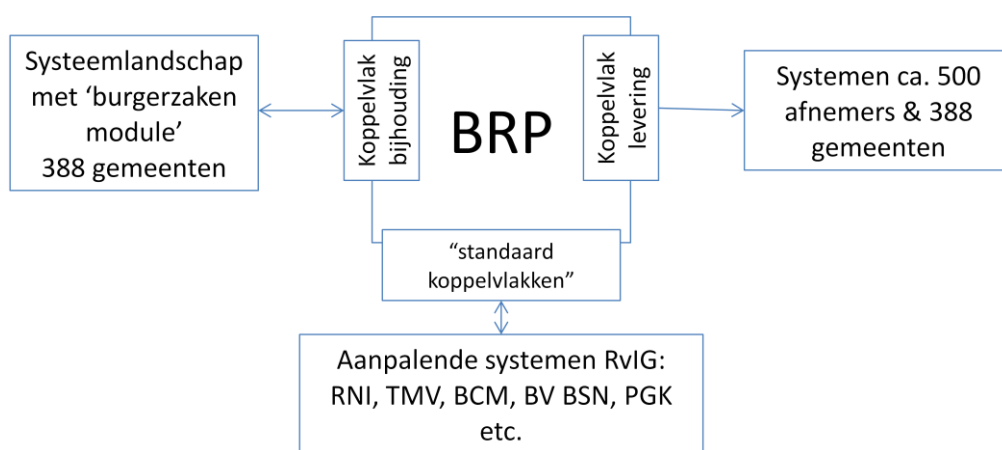 Systeemlandschap
met ‘burgerzaken
module’
388 gemeenten
Koppelvlak
bijhouding
BRP
Koppelvlak
levering
Systemen ca. 500
afnemers & 388
gemeenten
“standaard
koppelvlakken”
Aanpalende systemen RvIG:
RNI, TMV, BCM, BV BSN, PGK
etc.